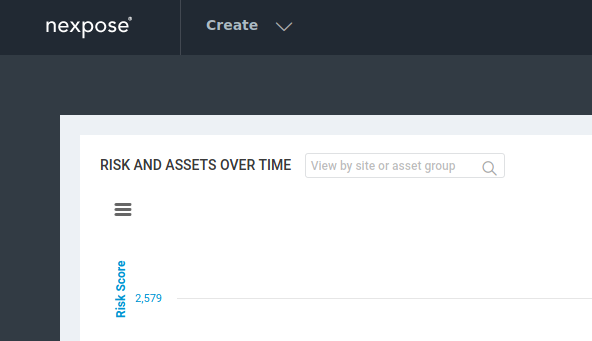 nexpose®
Create
RISK AND ASSETS OVER TIME
View by site or asset group
Risk Score
2,579